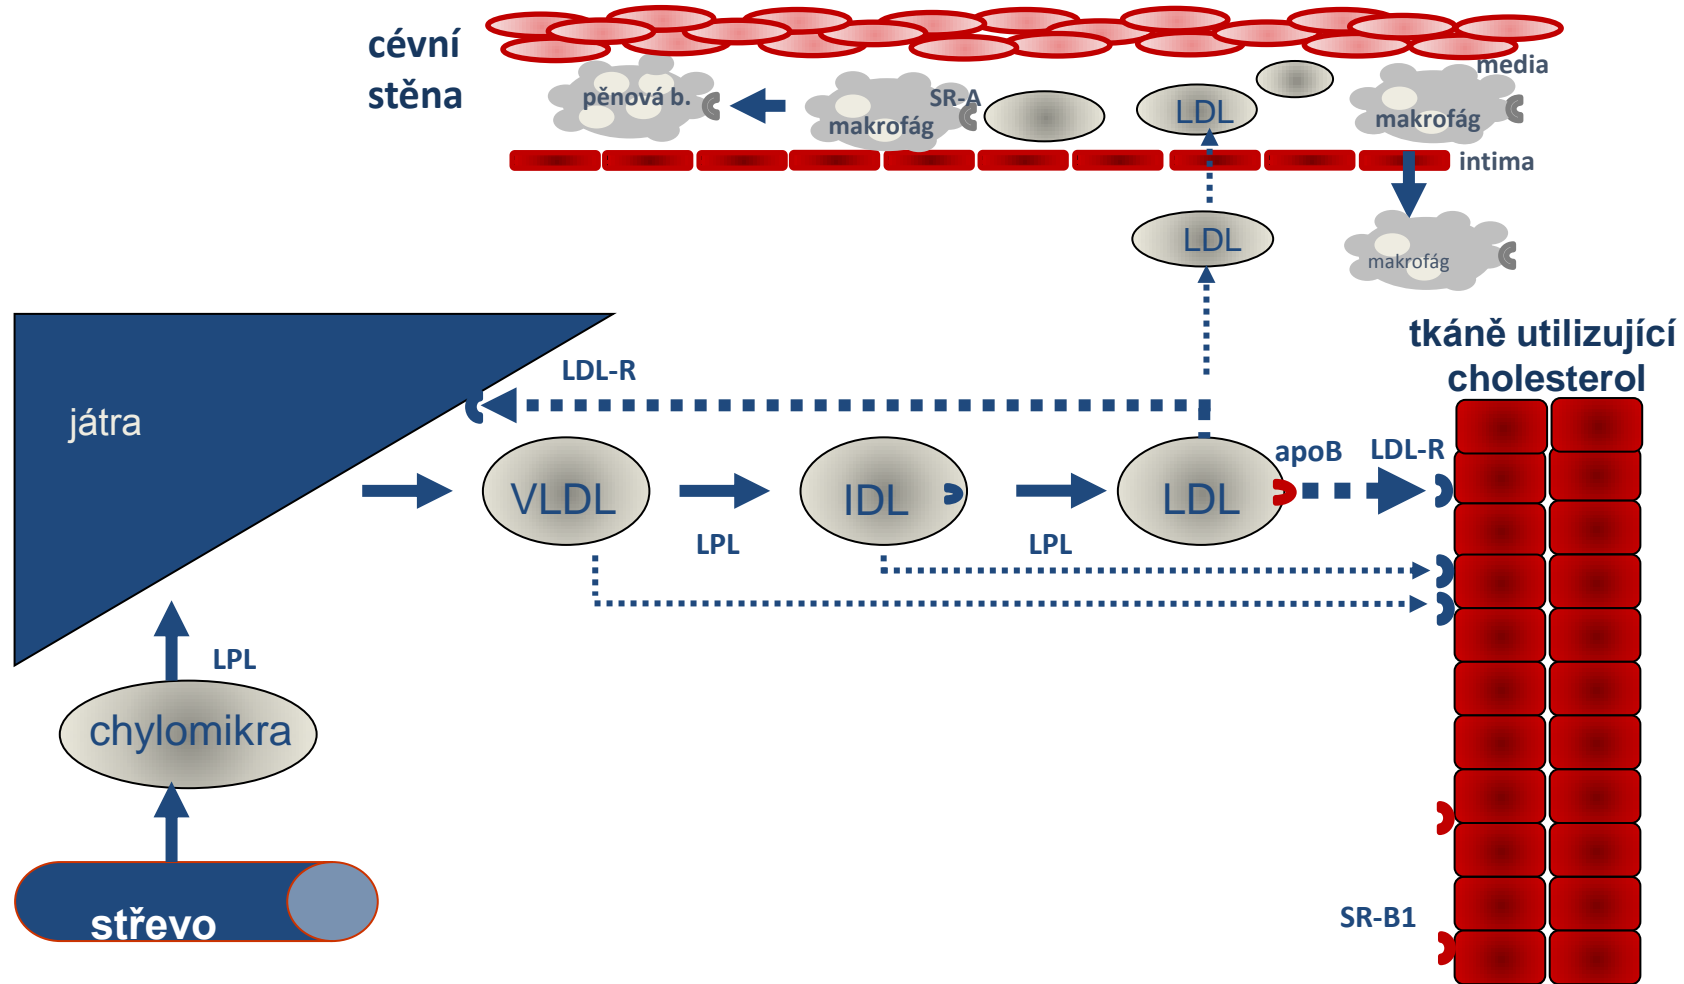 cévní
stěna
media
pěnová b.
SR-A
makrofág
LDL
makrofág
intima
LDL
makrofág
tkáně utilizující
cholesterol
LDL-R
játra
apoB
LDL-R
VLDL
IDL
LDL
LPL
LPL
LPL
chylomikra
střevo
SR-B1